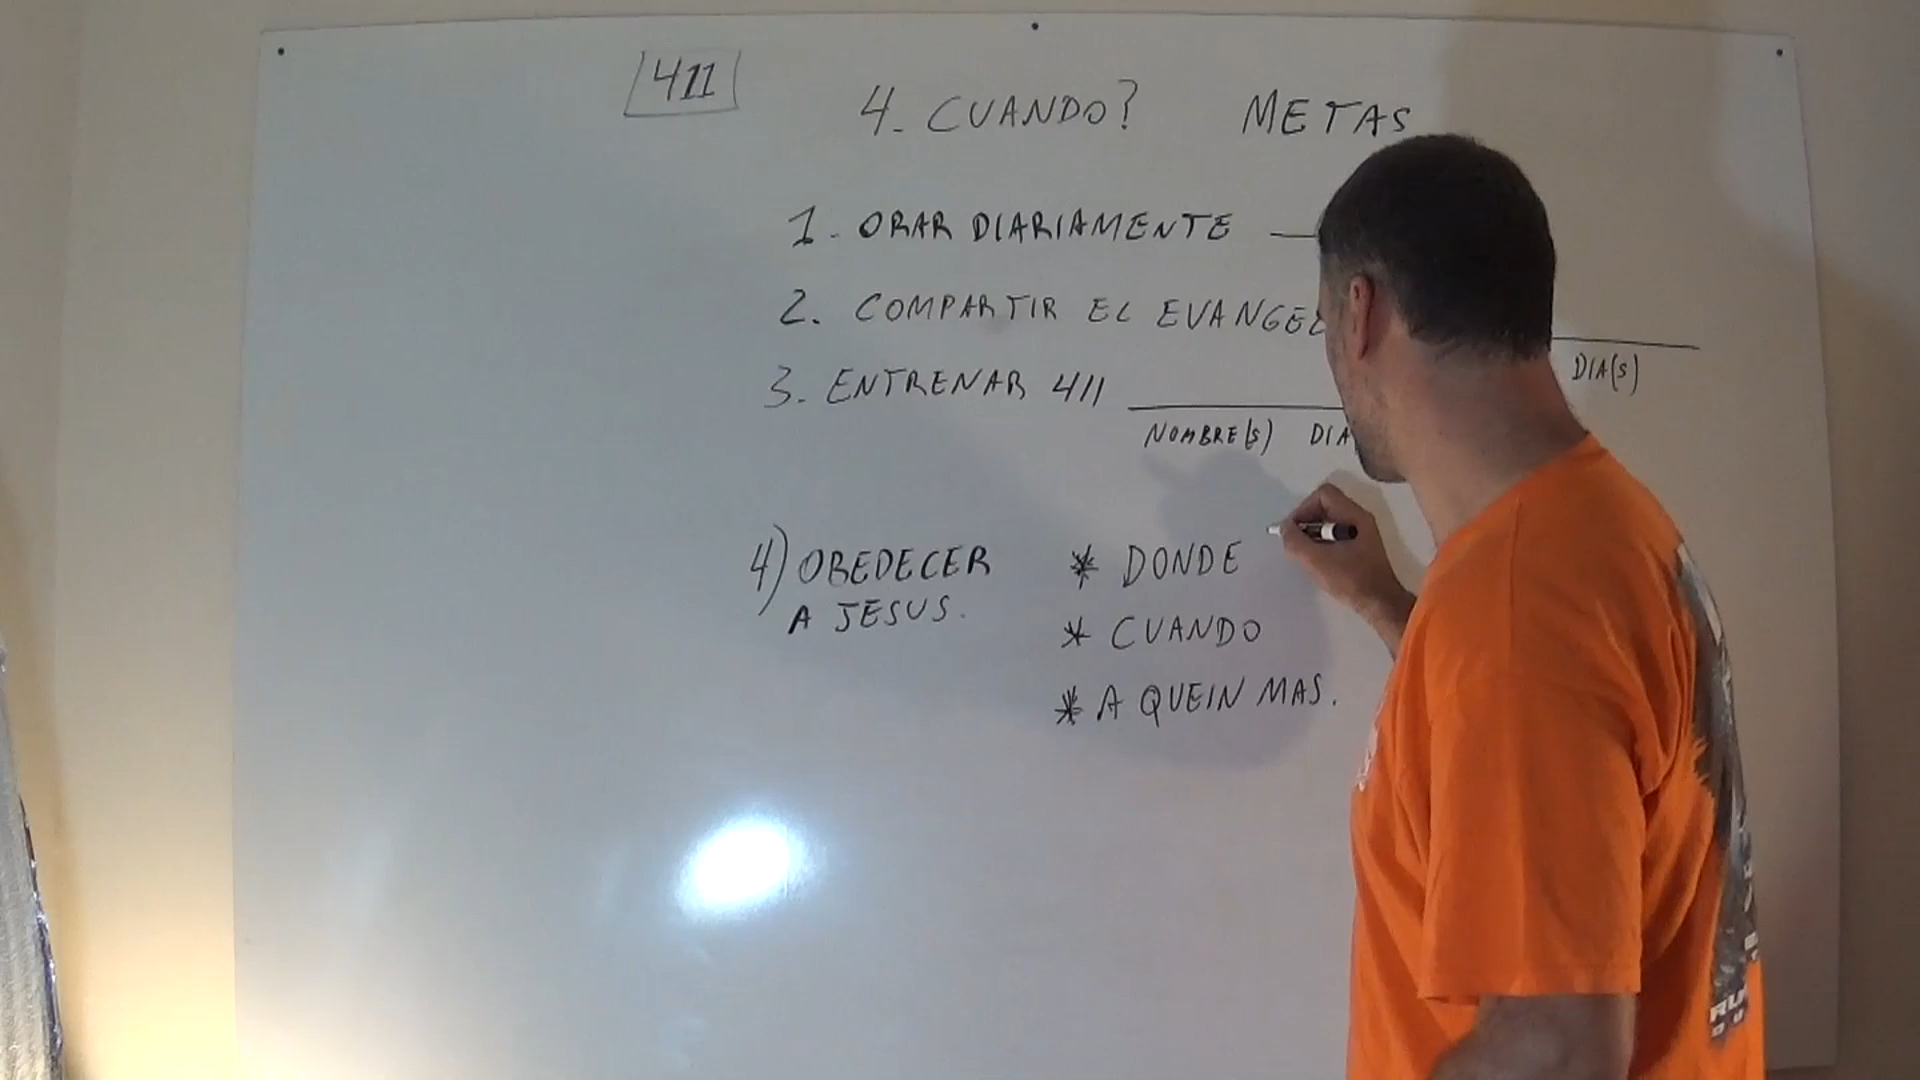 411
4. CUANDO? METAS
1. ORAR DIARIAMENTE
2. COMPARTIR EL EVANGEL
DIA(S)
3. ENTRENAR 411
NOMBRE(S) DIA
4) OBEDECER
A JESUS.
* DONDE
* CUANDO
* A QUEIN MAS.